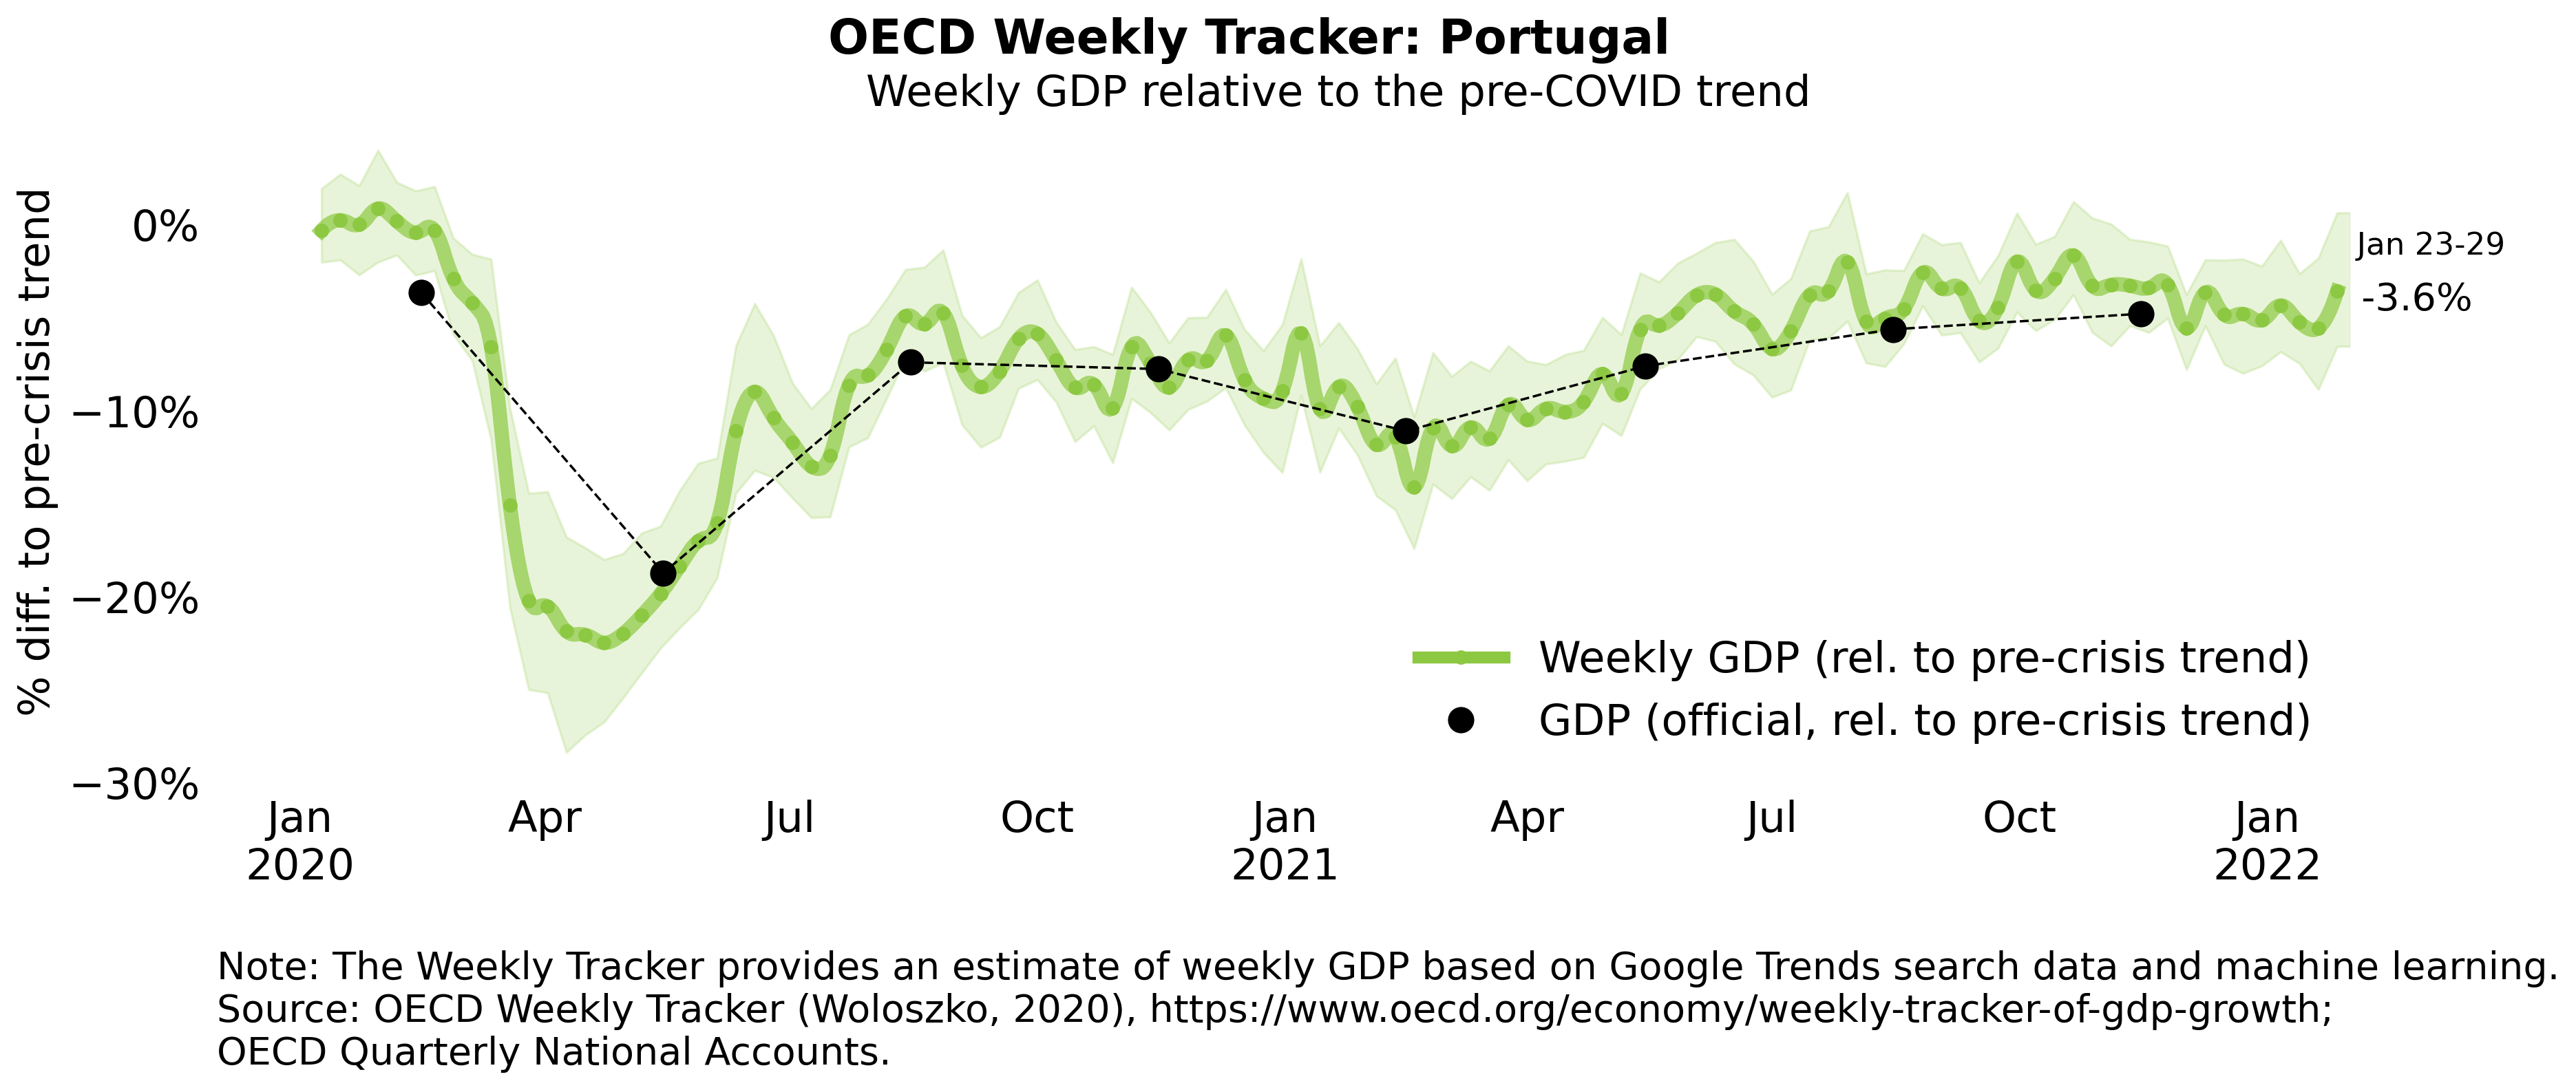 OECD Weekly Tracker: Portugal
Weekly GDP relative to the pre-COVID trend
% diff. to pre-crisis trend
0%
−10%
−20%
−30%
Jan 23-29
-3.6%
Weekly GDP (rel. to pre-crisis trend)
GDP (official, rel. to pre-crisis trend)
Jan Apr Jul Oct Jan Apr Jul Oct Jan
2020 2021 2022
Note: The Weekly Tracker provides an estimate of weekly GDP based on Google Trends search data and machine learning.
Source: OECD Weekly Tracker (Woloszko, 2020), https://www.oecd.org/economy/weekly-tracker-of-gdp-growth;
OECD Quarterly National Accounts.